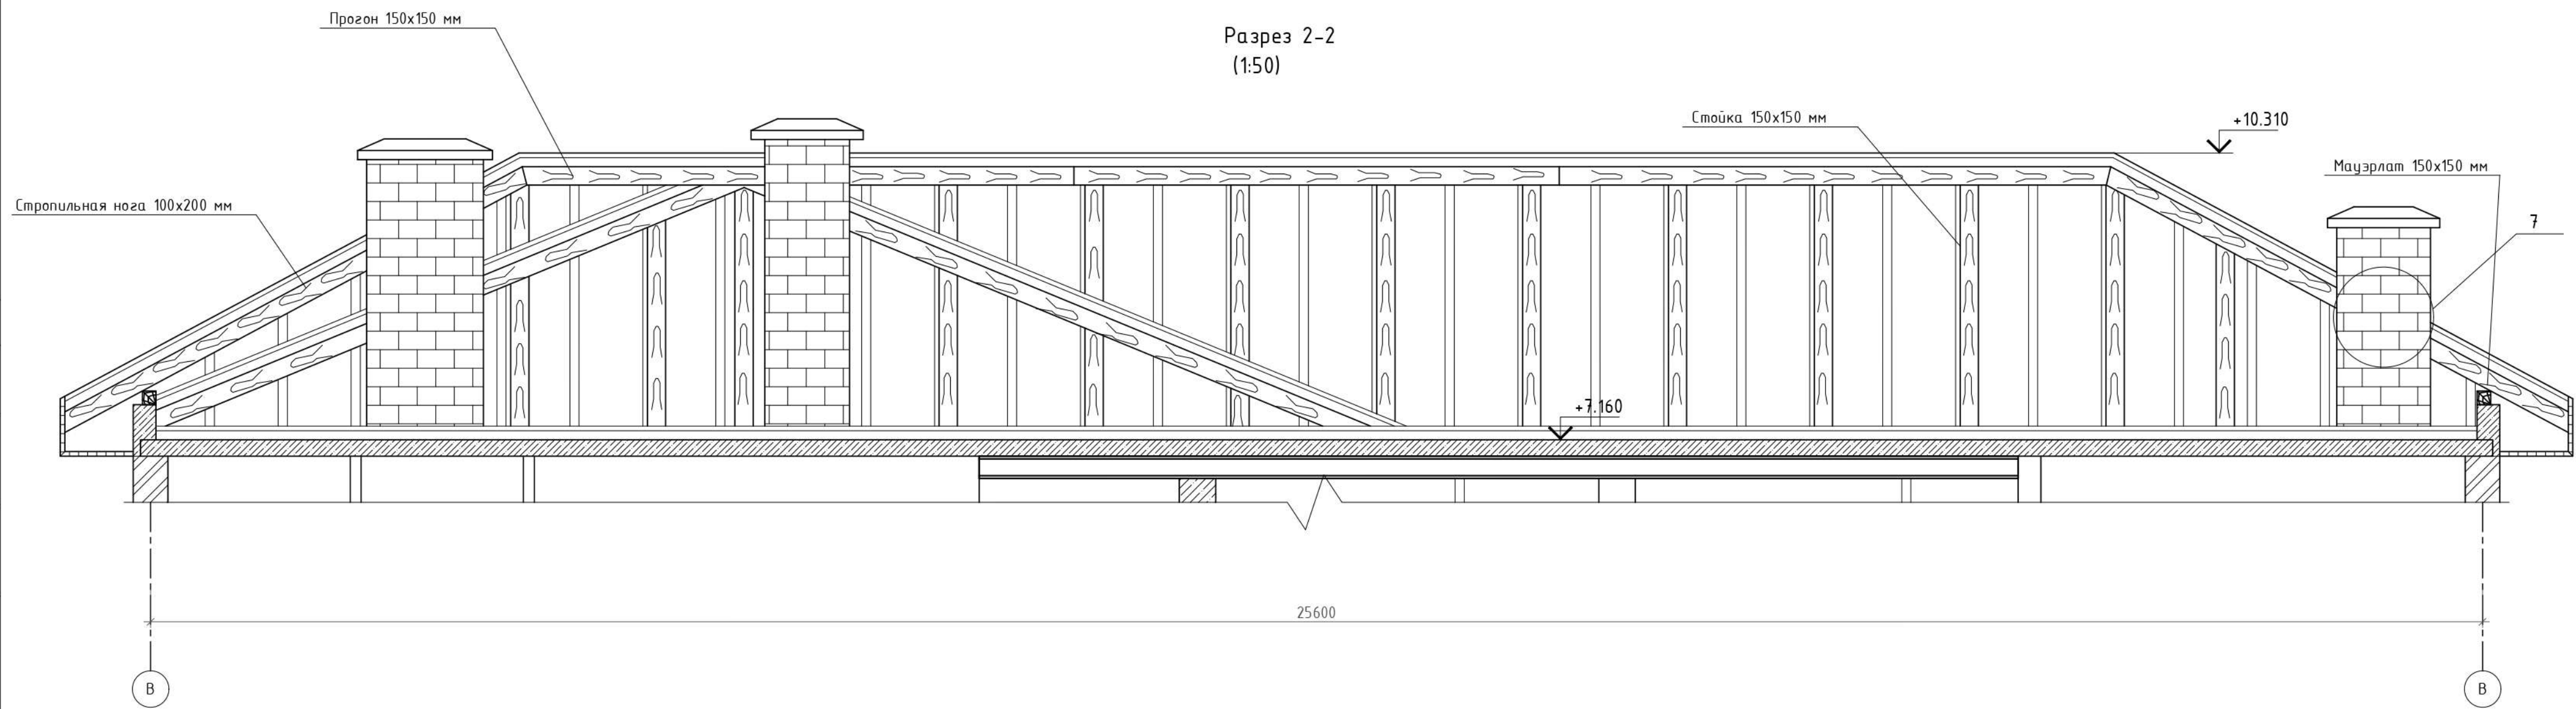 Прогон 150х150 мм
Разрез 2-2
(1:50)
Стойка 150х150 мм
+10.310
Мауэрлат 150х150 мм
Стропильная нога 100х200 мм
7
+7.160
25600
В
В